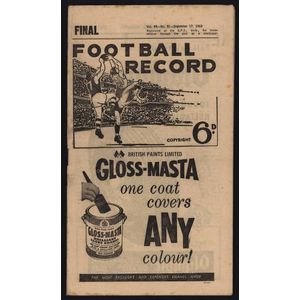 FINAL
FOOTBALL
RECORD
COPYRIGHT
6D.
BRITISH PAINTS LIMITED
GLOSS-MASTA
one coat
covers
ANY
colour!
GLOSS-MASTA